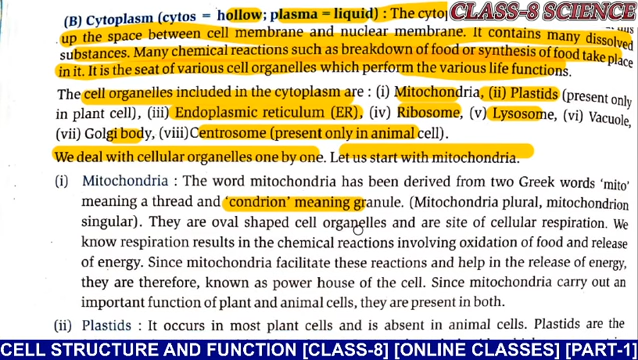 CLASS-8 SCIENCE
(B) Cytoplasm (cytos = hollow; plasma = liquid) : The
up the space between cell membrane and nuclear membrane. It contains many dissolved
substances. Many chemical reactions such as breakdown of food or synthesis of food take place
in it. It is the seat of various cell organelles which perform the various life functions.
The cell organelles included in the cytoplasm are : (i) Mitochondria, (ii) Plastids (present only
in plant cell), (iii) Endoplasmic reticulum (ER), (iv) Ribosome, (v) Lysosome, (vi) Vacuole,
(vii) Golgi body, (viii)Centrosome (present only in animal cell).
We deal with cellular organelles one by one. Let us start with mitochondria.
(i) Mitochondria : The word mitochondria has been derived from two Greek words 'mito'
meaning a thread and 'condrion' meaning granule. (Mitochondria plural, mitochondrion
singular). They are oval shaped cell organelles and are site of cellular respiration. We
know respiration results in the chemical reactions involving oxidation of food and release
of energy. Since mitochondria facilitate these reactions and help in the release of energy,
they are therefore, known as power house of the cell. Since mitochondria carry out an
important function of plant and animal cells, they are present in both.
(ii) Plastids : It occurs in most plant cells and is absent in animal cells. Plastids are the
CELL STRUCTURE AND FUNCTION [CLASS-8] [ONLINE CLASSES] [PART-1]